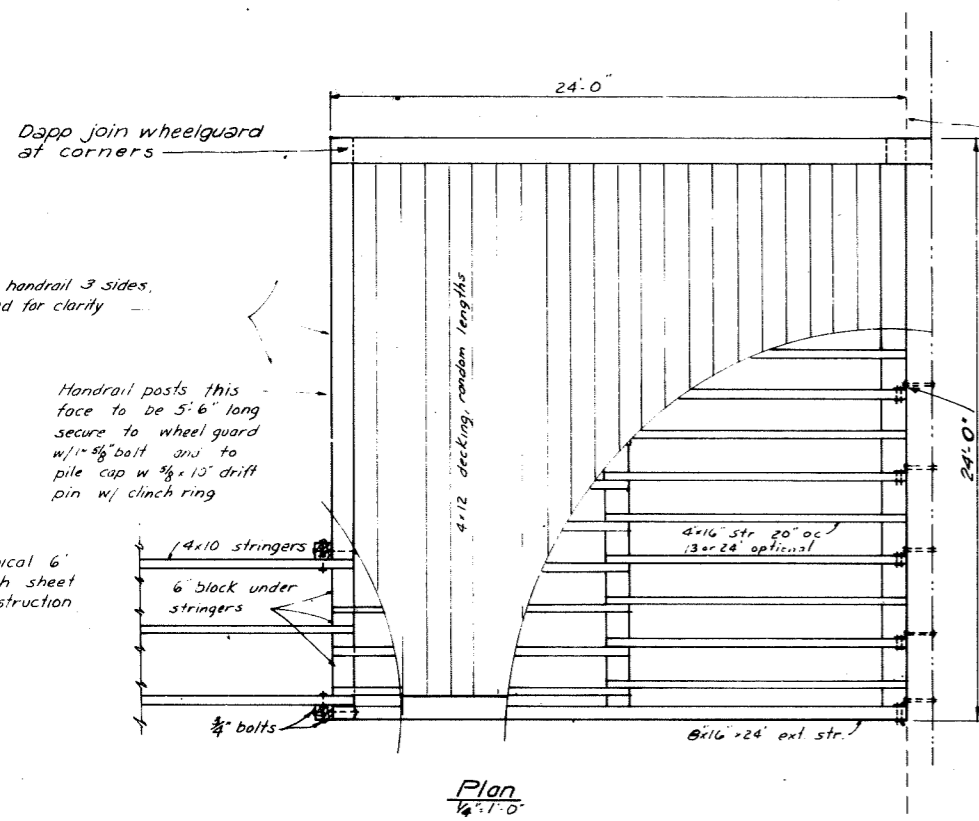 24'-0"
Dapp join wheelguard
at corners
handrail 3 sides,
for clarity
Handrail posts this
face to be 5'-6" long
secure to wheel guard
w/1-5/8" bolt and to
pile cap w 5/8 x 10" drift
pin w/ clinch ring
4x12 decking, random lengths
24'-0"
4x10 stringers
6'
sheet
6" block under
stringers
4x16 str 20" oc
13 or 24' optional
3/4" bolts
8x16 x 24' ext. str.
Plan
1/4"=1'-0"